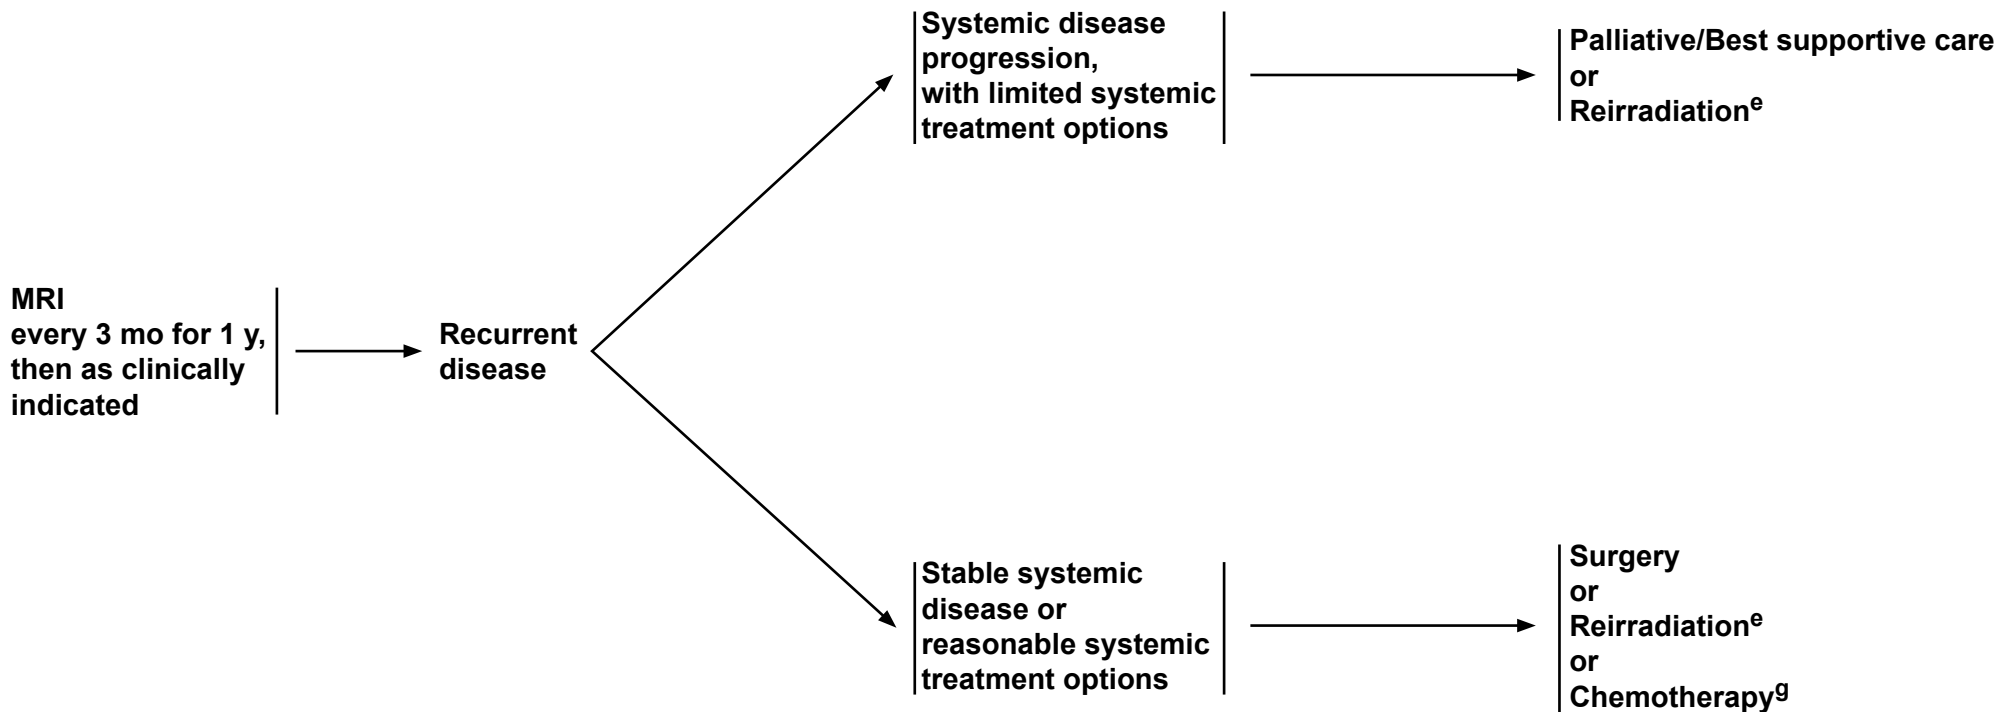 MRI
every 3 mo for 1 y,
then as clinically
indicated
Recurrent
disease
Systemic disease
progression,
with limited systemic
treatment options
Palliative/Best supportive care
or
Reirradiationᵉ
Stable systemic
disease or
reasonable systemic
treatment options
Surgery
or
Reirradiationᵉ
or
Chemotherapyᵍ